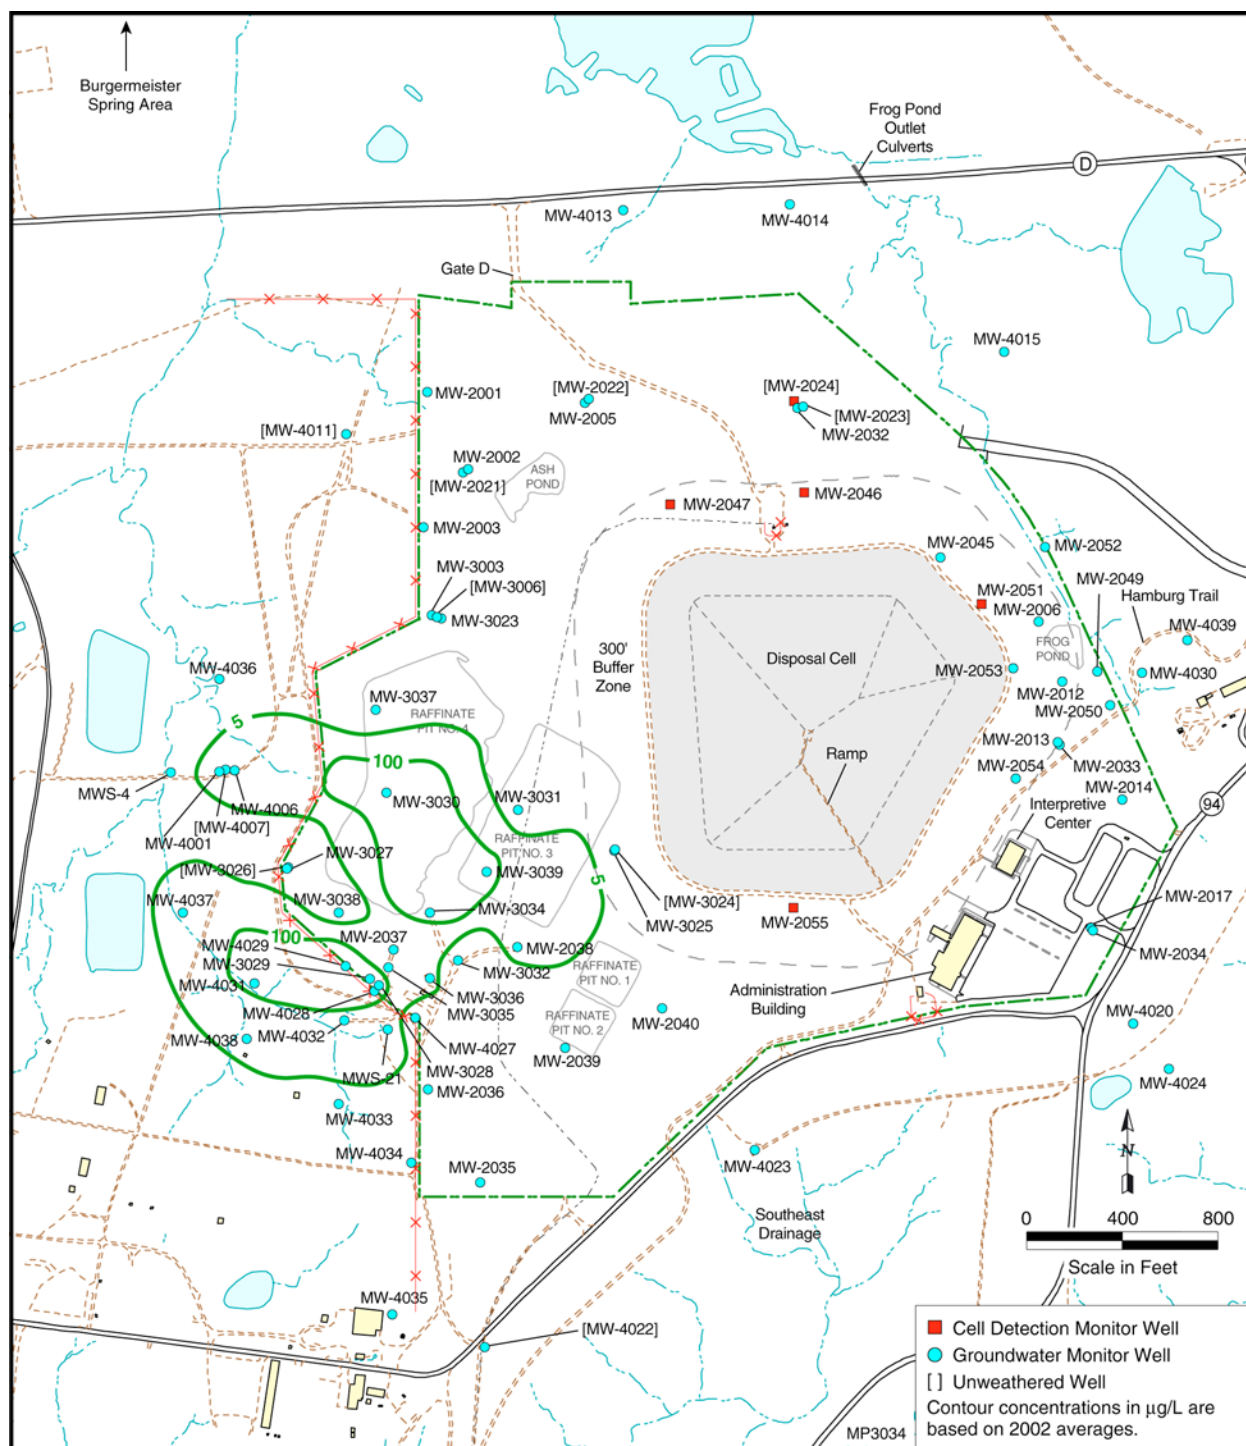 Burgermeister
Spring Area
Frog Pond
Outlet
Culverts
D
MW-4013
MW-4014
Gate D
MW-4015
MW-2001
[MW-2022]
MW-2005
[MW-2024]
[MW-2023]
MW-2032
[MW-4011]
MW-2002
[MW-2021]
ASH
POND
MW-2047
MW-2046
MW-2003
MW-2045
MW-2052
MW-3003
[MW-3006]
MW-3023
MW-2051
MW-2006
MW-2049
Hamburg Trail
MW-4039
FROG
POND
300'
Buffer
Zone
Disposal Cell
MW-2053
MW-4030
MW-2012
MW-2050
MW-4036
MW-3037
RAFFINATE
PIT NO. 4
5
100
MW-2013
MW-2033
Ramp
MW-2054
MW-2014
MWS-4
MW-4006
[MW-4007]
MW-4001
MW-3030
MW-3031
Interpretive
Center
94
RAFFINATE
PIT NO. 3
MW-3027
[MW-3026]
MW-3039
5
MW-4037
MW-3038
MW-3034
[MW-3024]
MW-3025
MW-2055
MW-2017
MW-2034
100
MW-4029
MW-2037
MW-2038
MW-3029
MW-3032
RAFFINATE
PIT NO. 1
MW-4031
MW-3036
MW-3035
Administration
Building
MW-4028
MW-4032
MW-4038
RAFFINATE
PIT NO. 2
MW-2040
MW-4020
MW-4027
MW-2039
MWS-21
MW-3028
MW-2036
MW-4024
MW-4033
N
MW-4034
MW-2035
MW-4023
Southeast
Drainage
0 400 800
Scale in Feet
MW-4035
[MW-4022]
Cell Detection Monitor Well
Groundwater Monitor Well
[ ] Unweathered Well
Contour concentrations in μg/L are
based on 2002 averages.
MP3034